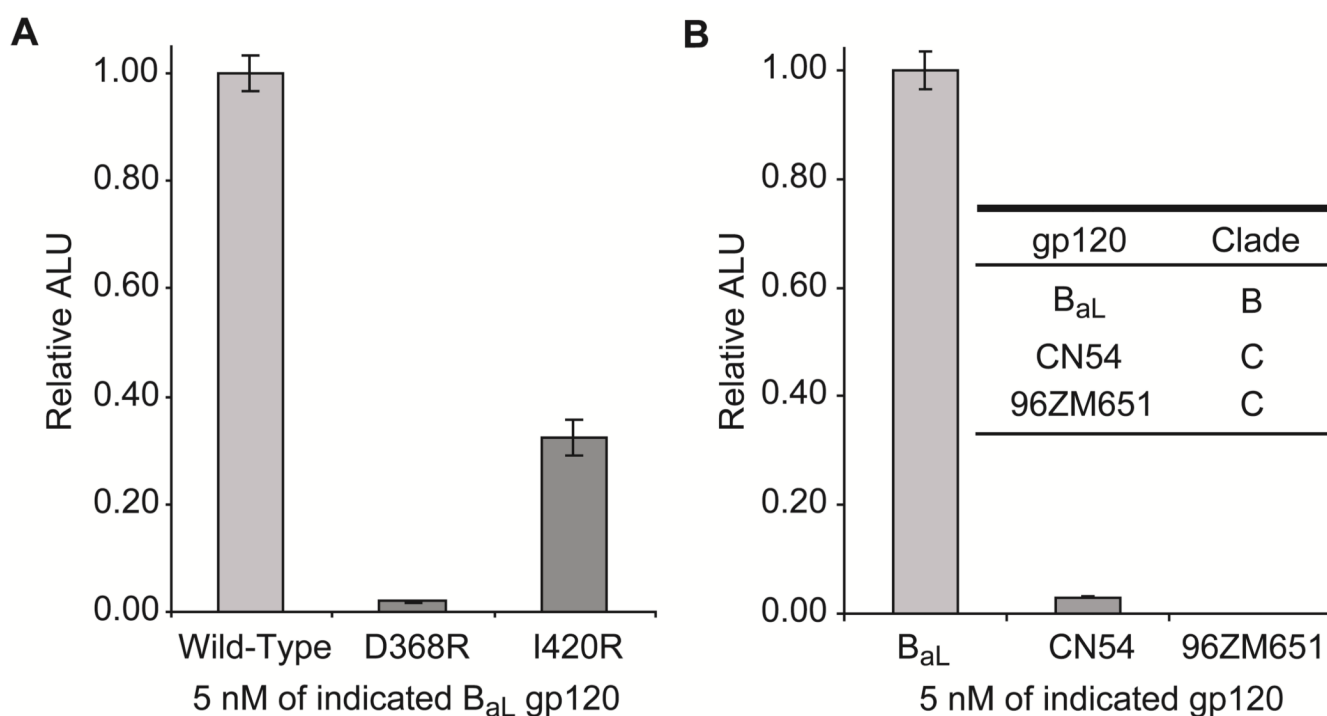 A
Relative ALU
1.00
0.80
0.60
0.40
0.20
0.00
Wild-Type D368R I420R
5 nM of indicated BaL gp120
B
Relative ALU
1.00
0.80
0.60
0.40
0.20
0.00
gp120 Clade
BaL B
CN54 C
96ZM651 C
BaL CN54 96ZM651
5 nM of indicated gp120